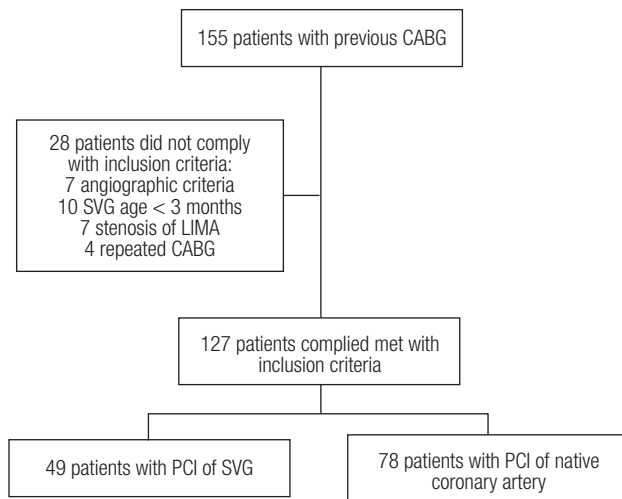 155 patients with previous CABG
28 patients did not comply
with inclusion criteria:
7 angiographic criteria
10 SVG age < 3 months
7 stenosis of LIMA
4 repeated CABG
127 patients complied met with
inclusion criteria
49 patients with PCI of SVG
78 patients with PCI of native
coronary artery